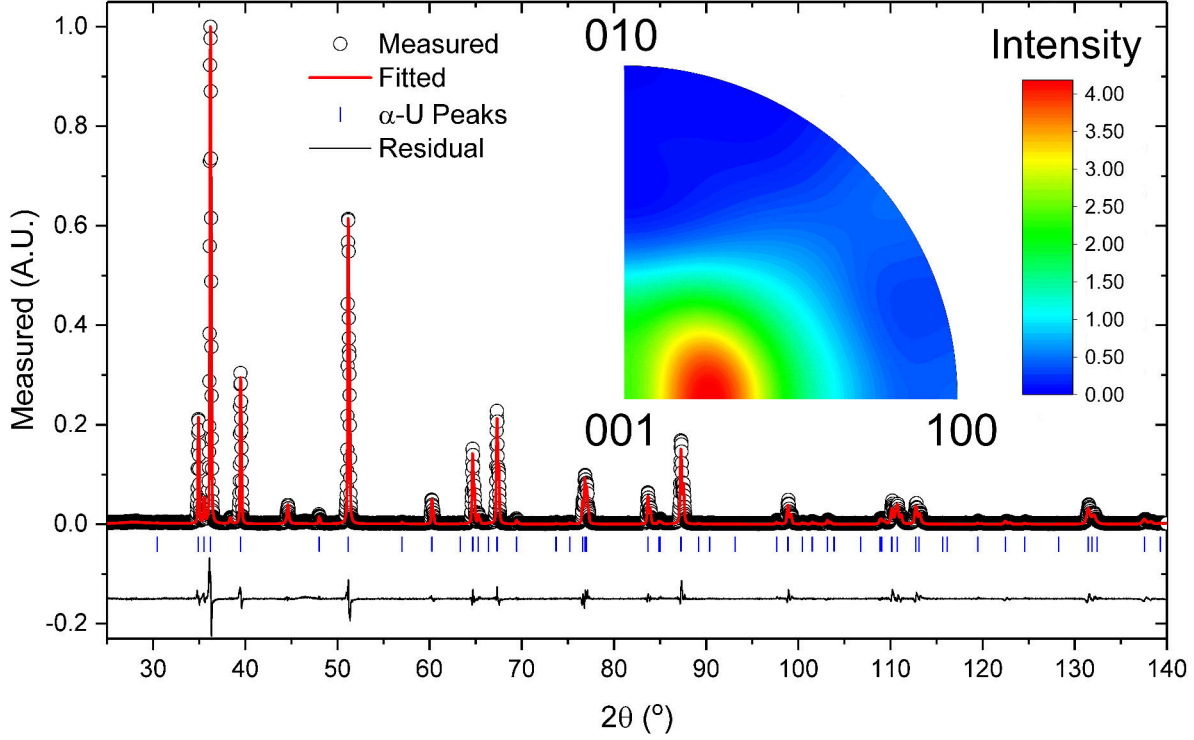 1.0
0.8
0.6
0.4
0.2
0.0
-0.2
Measured (A.U.)
Measured
Fitted
α-U Peaks
Residual
010
001
100
Intensity
4.00
3.50
3.00
2.50
2.00
1.50
1.00
0.50
0.00
30 40 50 60 70 80 90 100 110 120 130 140
2θ (º)